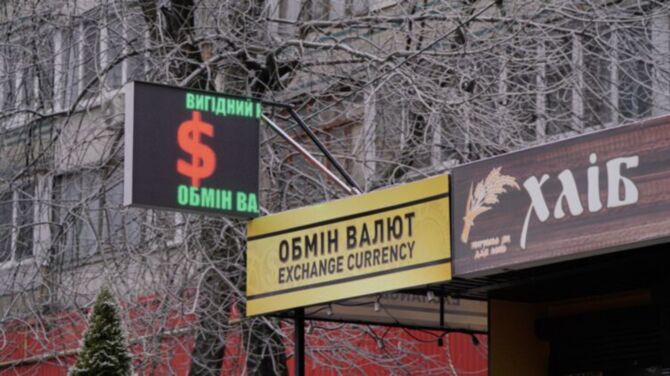 ВИГІДНИЙ
$
ОБМІН ВА
ОБМІН ВАЛЮТ
EXCHANGE CURRENCY
ХЛІБ